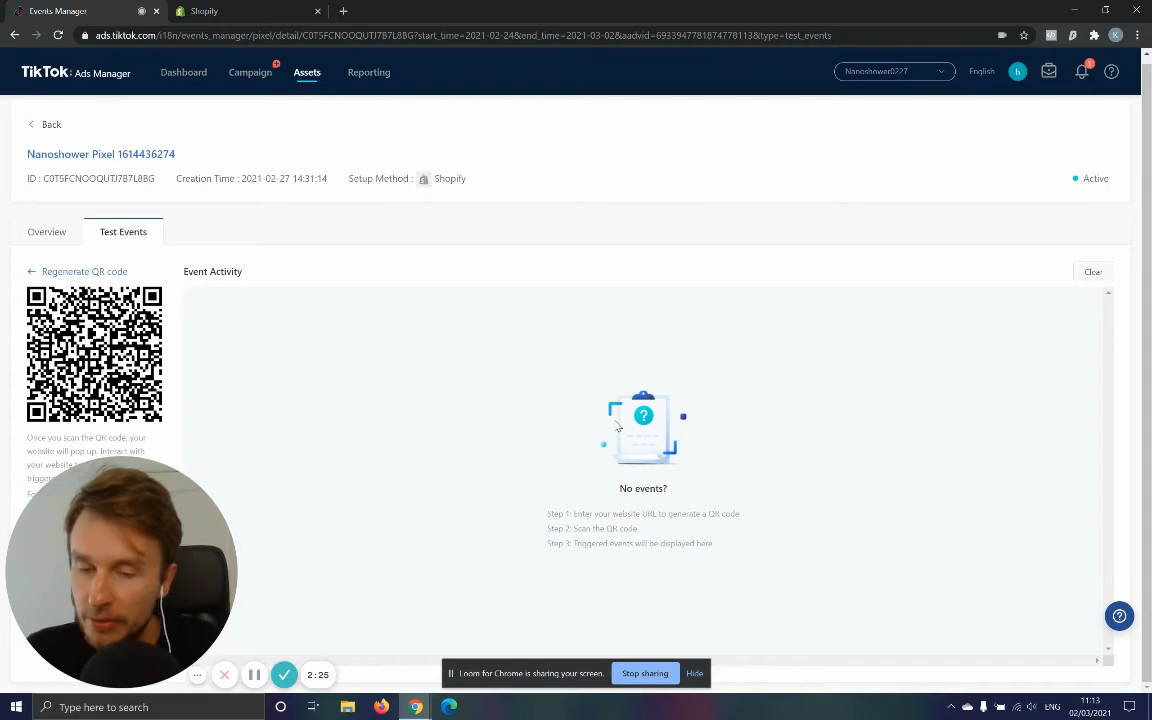 Events Manager
Shopify
ads.tiktok.com/i18n/events_manager/pixel/detail/C0T5FCNOOQUTJ7B7L8BG?start_time=2021-02-24&end_time=2021-03-02&aadvid=6933947781874778113&type=test_events
K
TikTok: Ads Manager
Dashboard
Campaign
Assets
Reporting
Nanoshower0227
English
h
1
Back
Nanoshower Pixel 1614436274
ID : C0T5FCNOOQUTJ7B7L8BG
Creation Time : 2021-02-27 14:31:14
Setup Method :
Shopify
Active
Overview
Test Events
Regenerate QR code
Event Activity
Clear
Once you scan the QR code, your
website will pop up. Interact with
your website to
triggere
No events?
Step 1: Enter your website URL to generate a QR code
Step 2: Scan the QR code
Step 3: Triggered events will be displayed here
2:25
Loom for Chrome is sharing your screen.
Stop sharing
Hide
Type here to search
ENG
11:13
02/03/2021